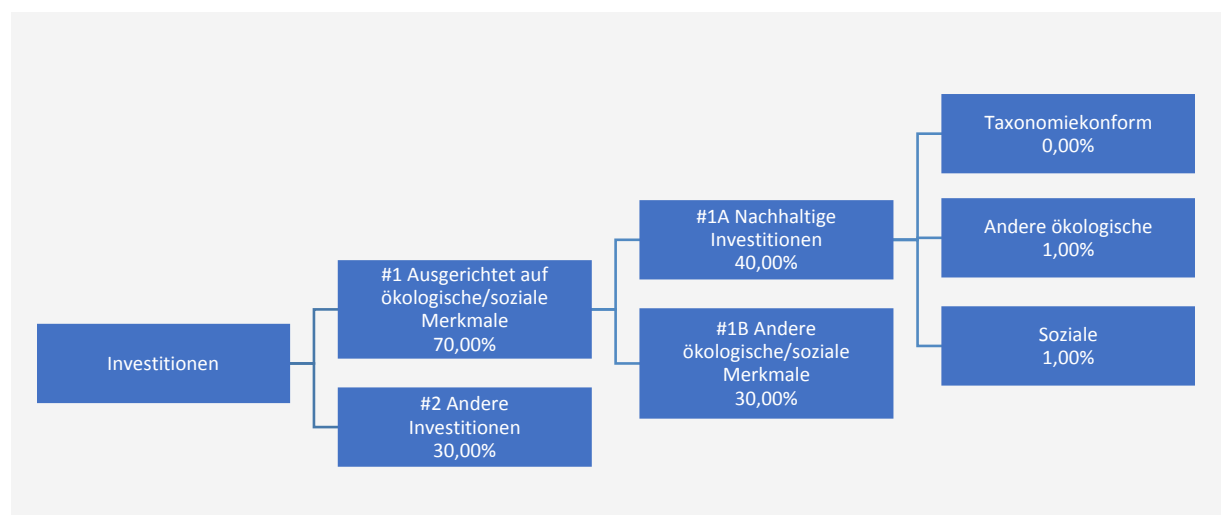 Investitionen
#1 Ausgerichtet auf
ökologische/soziale
Merkmale
70,00%
#2 Andere
Investitionen
30,00%
#1A Nachhaltige
Investitionen
40,00%
#1B Andere
ökologische/soziale
Merkmale
30,00%
Taxonomiekonform
0,00%
Andere ökologische
1,00%
Soziale
1,00%